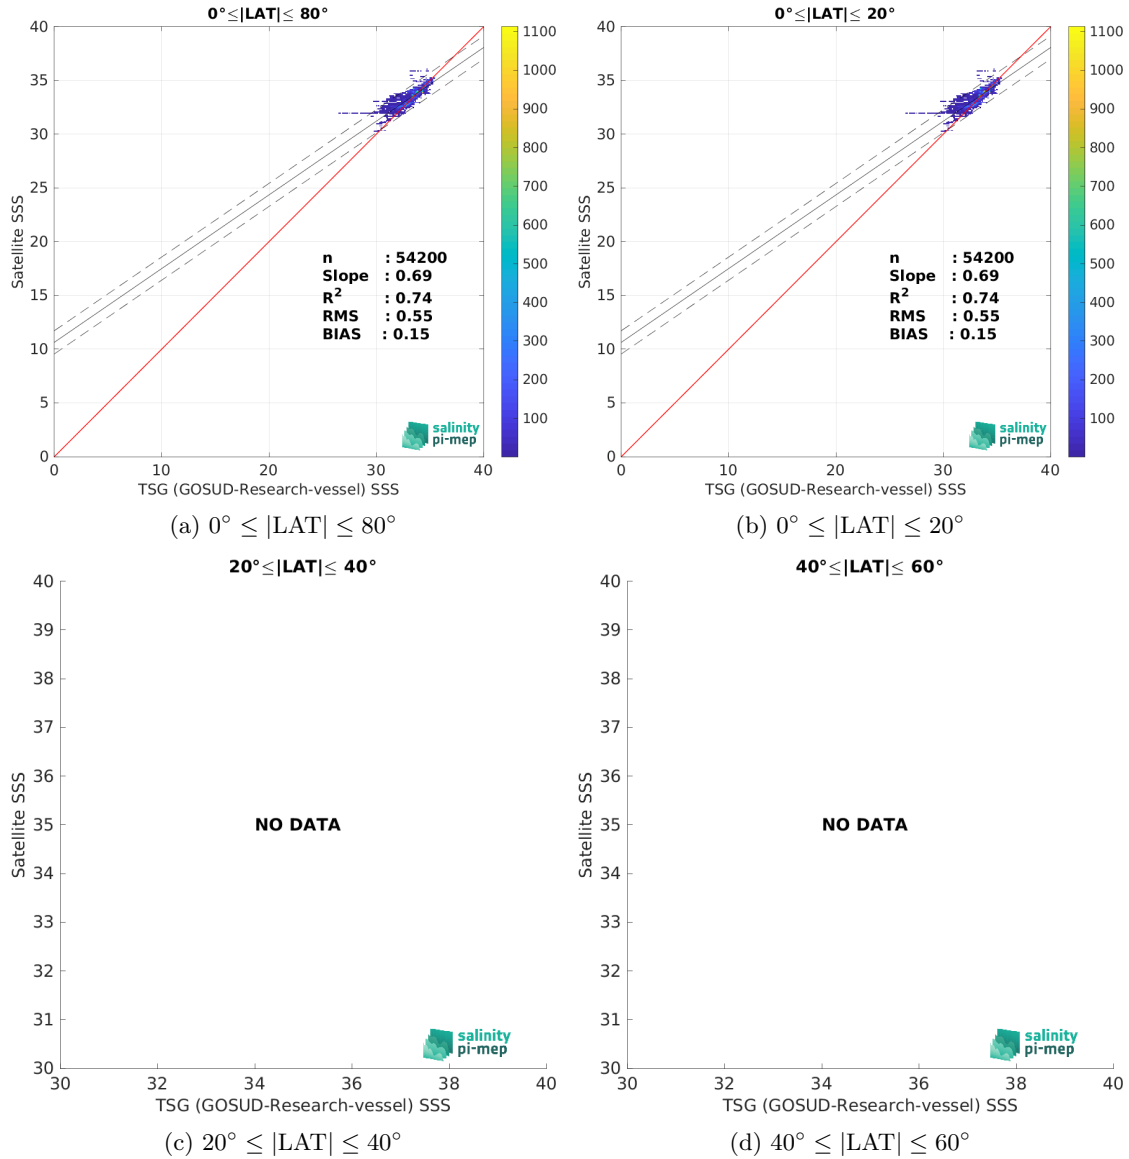 0°≤|LAT|≤ 80°
40
35
30
25
20
15
10
5
0
Satellite SSS
n : 54200
Slope : 0.69
R² : 0.74
RMS : 0.55
BIAS : 0.15
salinity
pi-mep
0 10 20 30 40
TSG (GOSUD-Research-vessel) SSS
1100
1000
900
800
700
600
500
400
300
200
100
(a) 0° ≤ |LAT| ≤ 80°
0°≤|LAT|≤ 20°
40
35
30
25
20
15
10
5
0
Satellite SSS
n : 54200
Slope : 0.69
R² : 0.74
RMS : 0.55
BIAS : 0.15
salinity
pi-mep
0 10 20 30 40
TSG (GOSUD-Research-vessel) SSS
1100
1000
900
800
700
600
500
400
300
200
100
(b) 0° ≤ |LAT| ≤ 20°
20°≤|LAT|≤ 40°
40
39
38
37
36
35
34
33
32
31
30
Satellite SSS
NO DATA
salinity
pi-mep
30 32 34 36 38 40
TSG (GOSUD-Research-vessel) SSS
(c) 20° ≤ |LAT| ≤ 40°
40°≤|LAT|≤ 60°
40
39
38
37
36
35
34
33
32
31
30
Satellite SSS
NO DATA
salinity
pi-mep
30 32 34 36 38 40
TSG (GOSUD-Research-vessel) SSS
(d) 40° ≤ |LAT| ≤ 60°